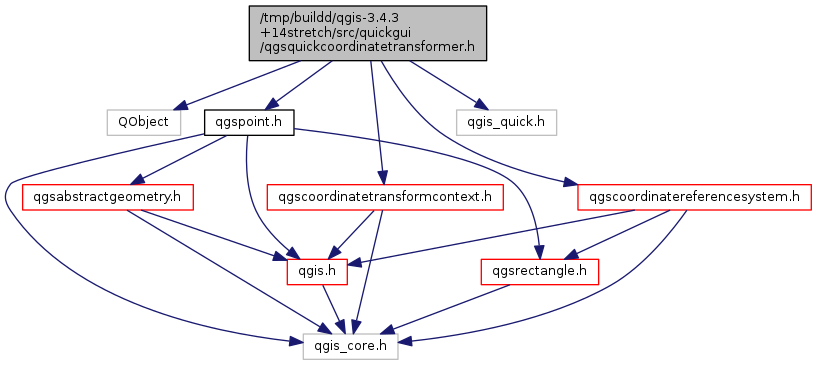 /tmp/buildd/qgis-3.4.3
+14stretch/src/quickgui
/qgsquickcoordinatetransformer.h
QObject
qgspoint.h
qgis_quick.h
qgsabstractgeometry.h
qgscoordinatetransformcontext.h
qgscoordinatereferencesystem.h
qgis.h
qgsrectangle.h
qgis_core.h